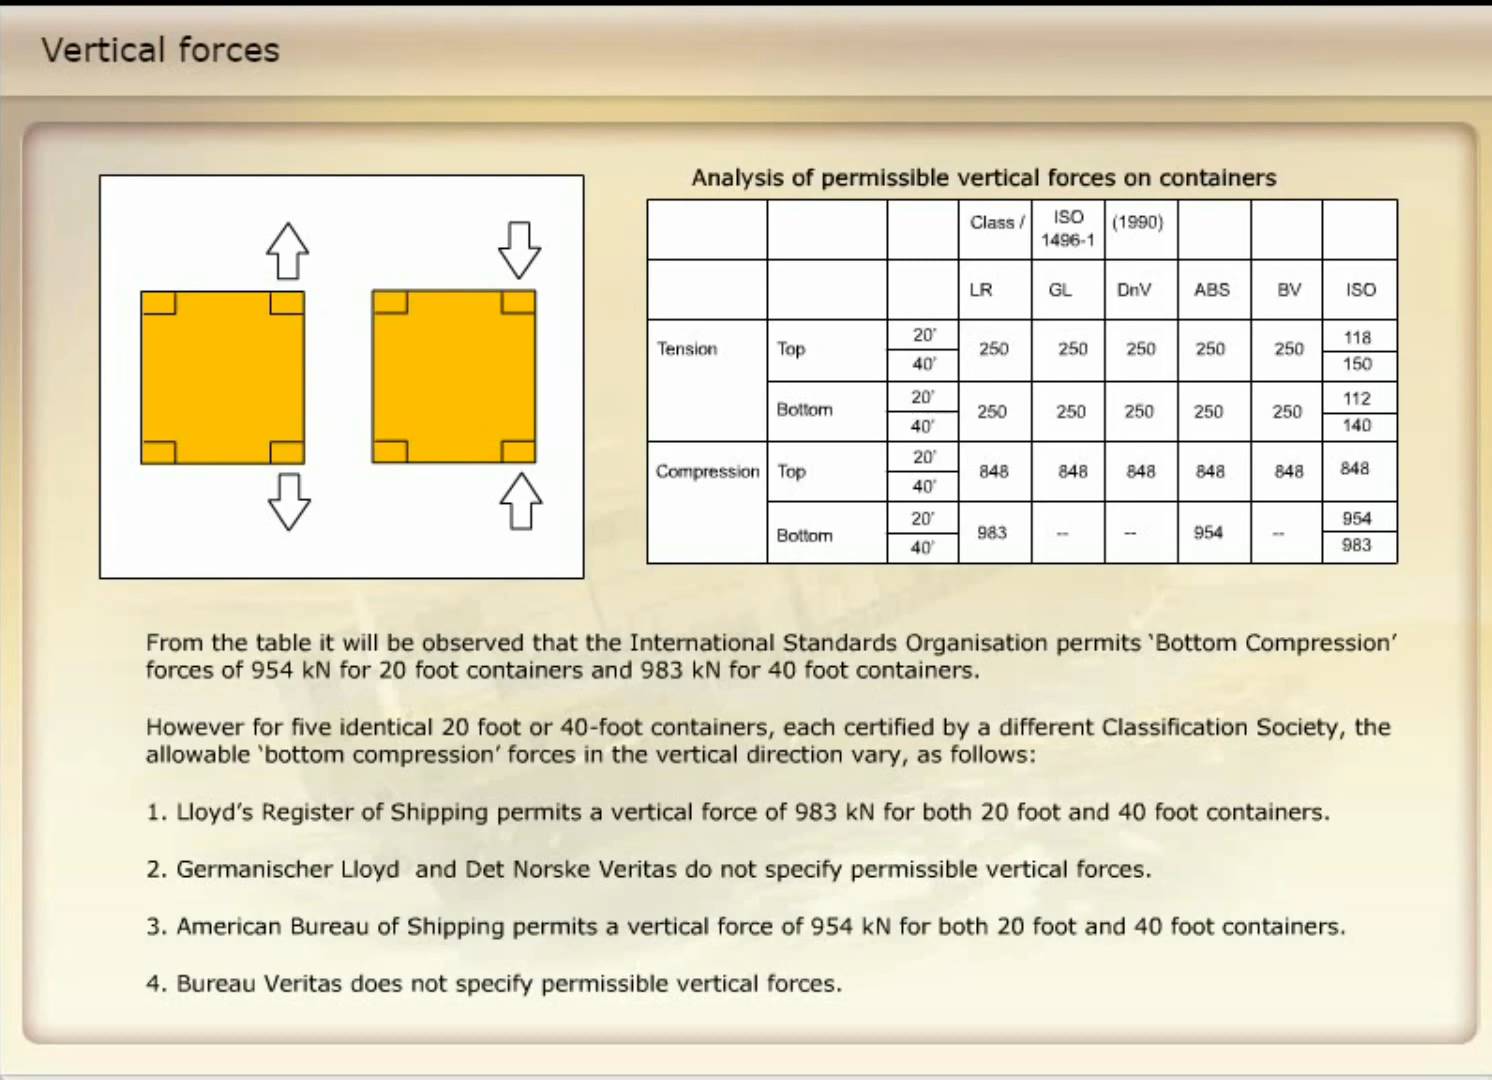 Vertical forces
Analysis of permissible vertical forces on containers
Class / ISO 1496-1 (1990)
LR GL DnV ABS BV ISO
Tension Top 20' 40' 250 250 250 250 250 118 150
Bottom 20' 40' 250 250 250 250 250 112 140
Compression Top 20' 40' 848 848 848 848 848 848
Bottom 20' 40' 983 -- -- 954 -- 954 983
From the table it will be observed that the International Standards Organisation permits ‘Bottom Compression’
forces of 954 kN for 20 foot containers and 983 kN for 40 foot containers.
However for five identical 20 foot or 40-foot containers, each certified by a different Classification Society, the
allowable ‘bottom compression’ forces in the vertical direction vary, as follows:
1. Lloyd’s Register of Shipping permits a vertical force of 983 kN for both 20 foot and 40 foot containers.
2. Germanischer Lloyd and Det Norske Veritas do not specify permissible vertical forces.
3. American Bureau of Shipping permits a vertical force of 954 kN for both 20 foot and 40 foot containers.
4. Bureau Veritas does not specify permissible vertical forces.